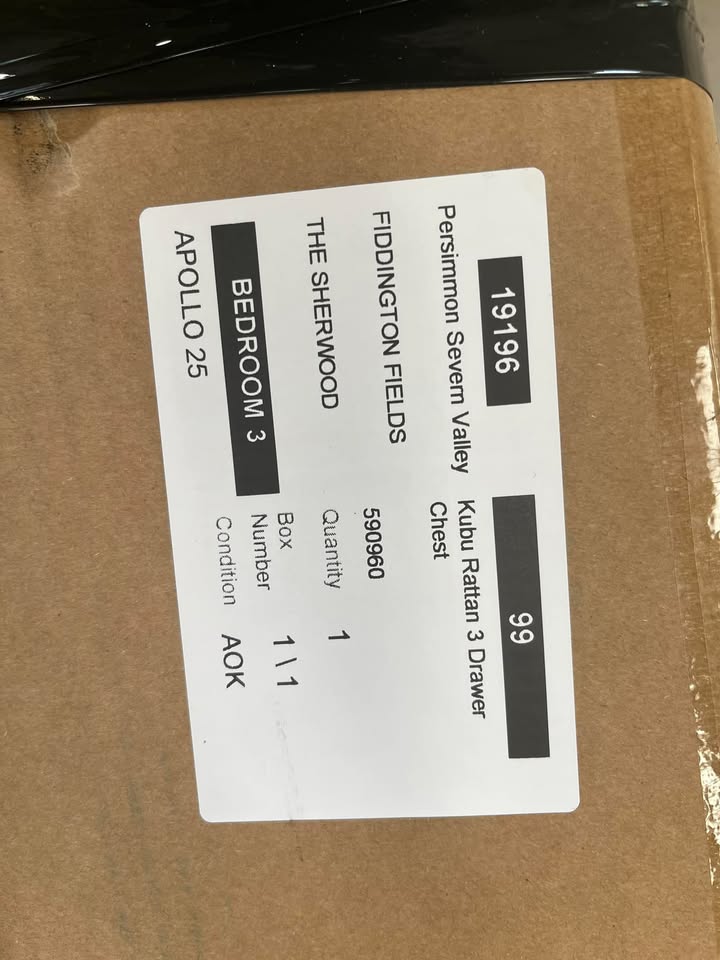 19196
Persimmon Severn Valley
FIDDINGTON FIELDS
THE SHERWOOD
BEDROOM 3
APOLLO 25
99
Kubu Rattan 3 Drawer
Chest
590960
Quantity 1
Box
Number 1 \ 1
Condition AOK